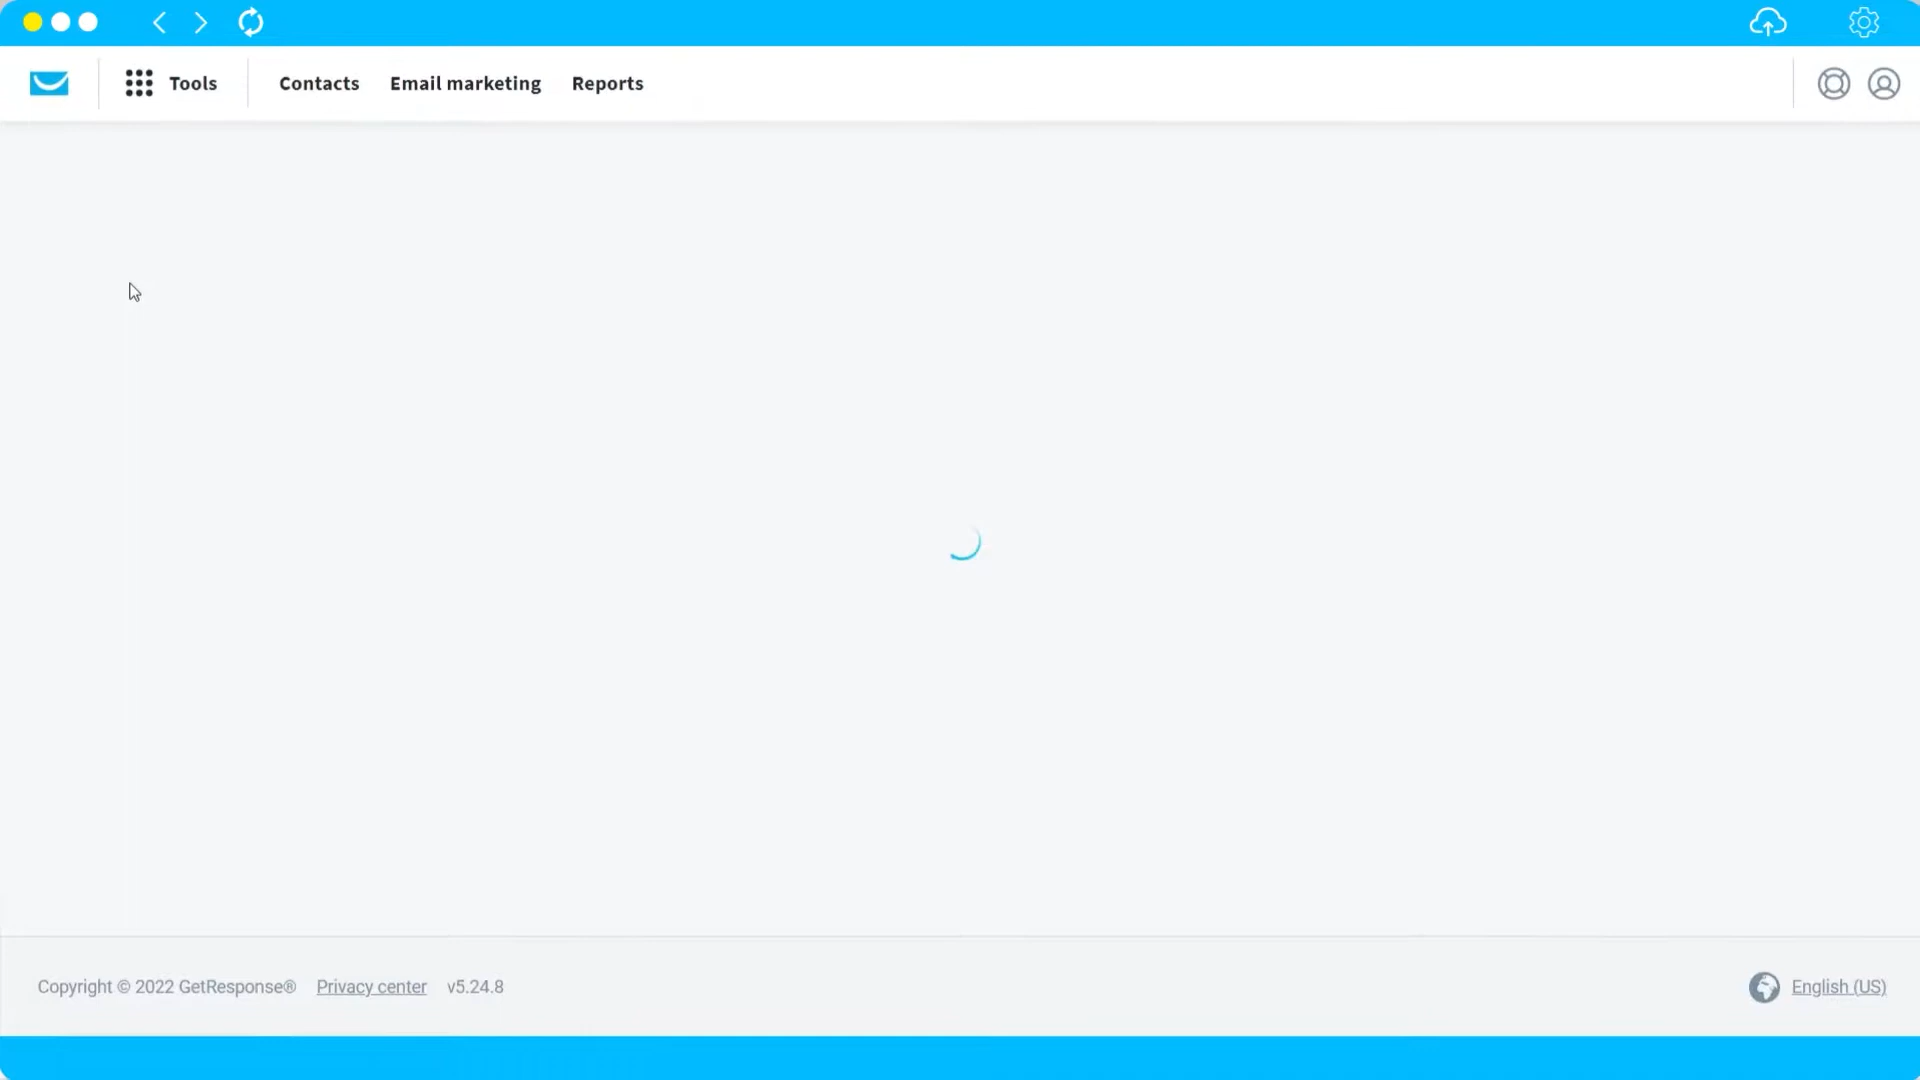 Tools Contacts Email marketing Reports
Copyright © 2022 GetResponse® Privacy center v5.24.8 English (US)